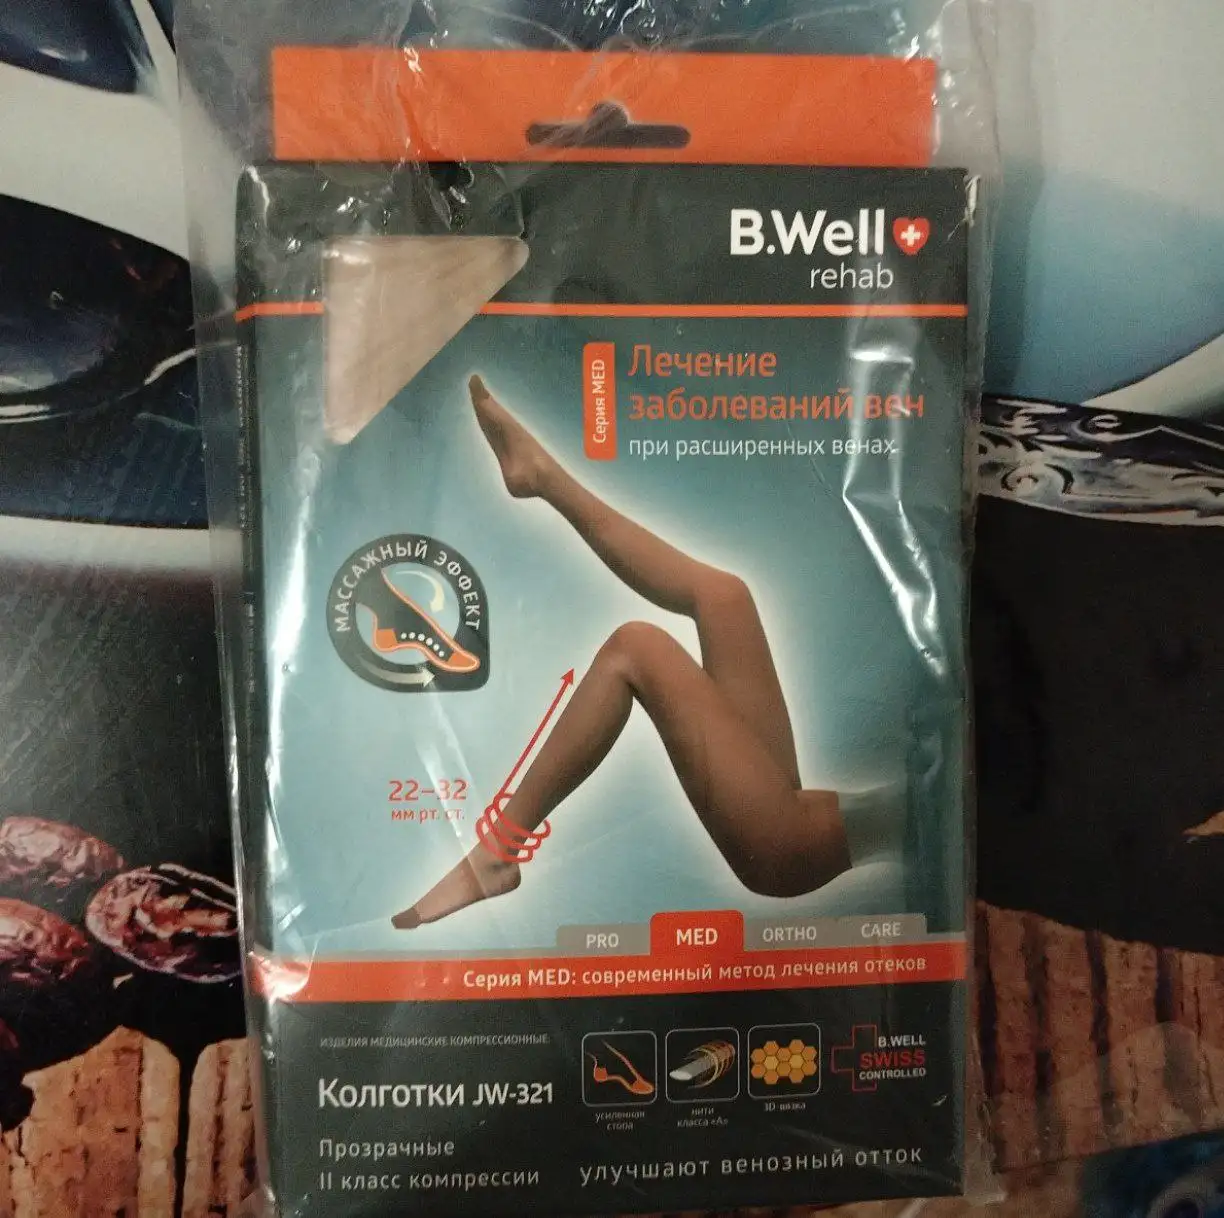 B.Well
rehab
Серия MED
Лечение
заболеваний вен
при расширенных венах
МАССАЖНЫЙ ЭФФЕКТ
22–32
мм рт. ст.
PRO MED ORTHO CARE
Серия MED: современный метод лечения отеков
ИЗДЕЛИЯ МЕДИЦИНСКИЕ КОМПРЕССИОННЫЕ
Колготки JW-321
усиленная
стопа
нити
класса «А»
3D-вязка
B.WELL
SWISS
CONTROLLED
Прозрачные
II класс компрессии
улучшают венозный отток